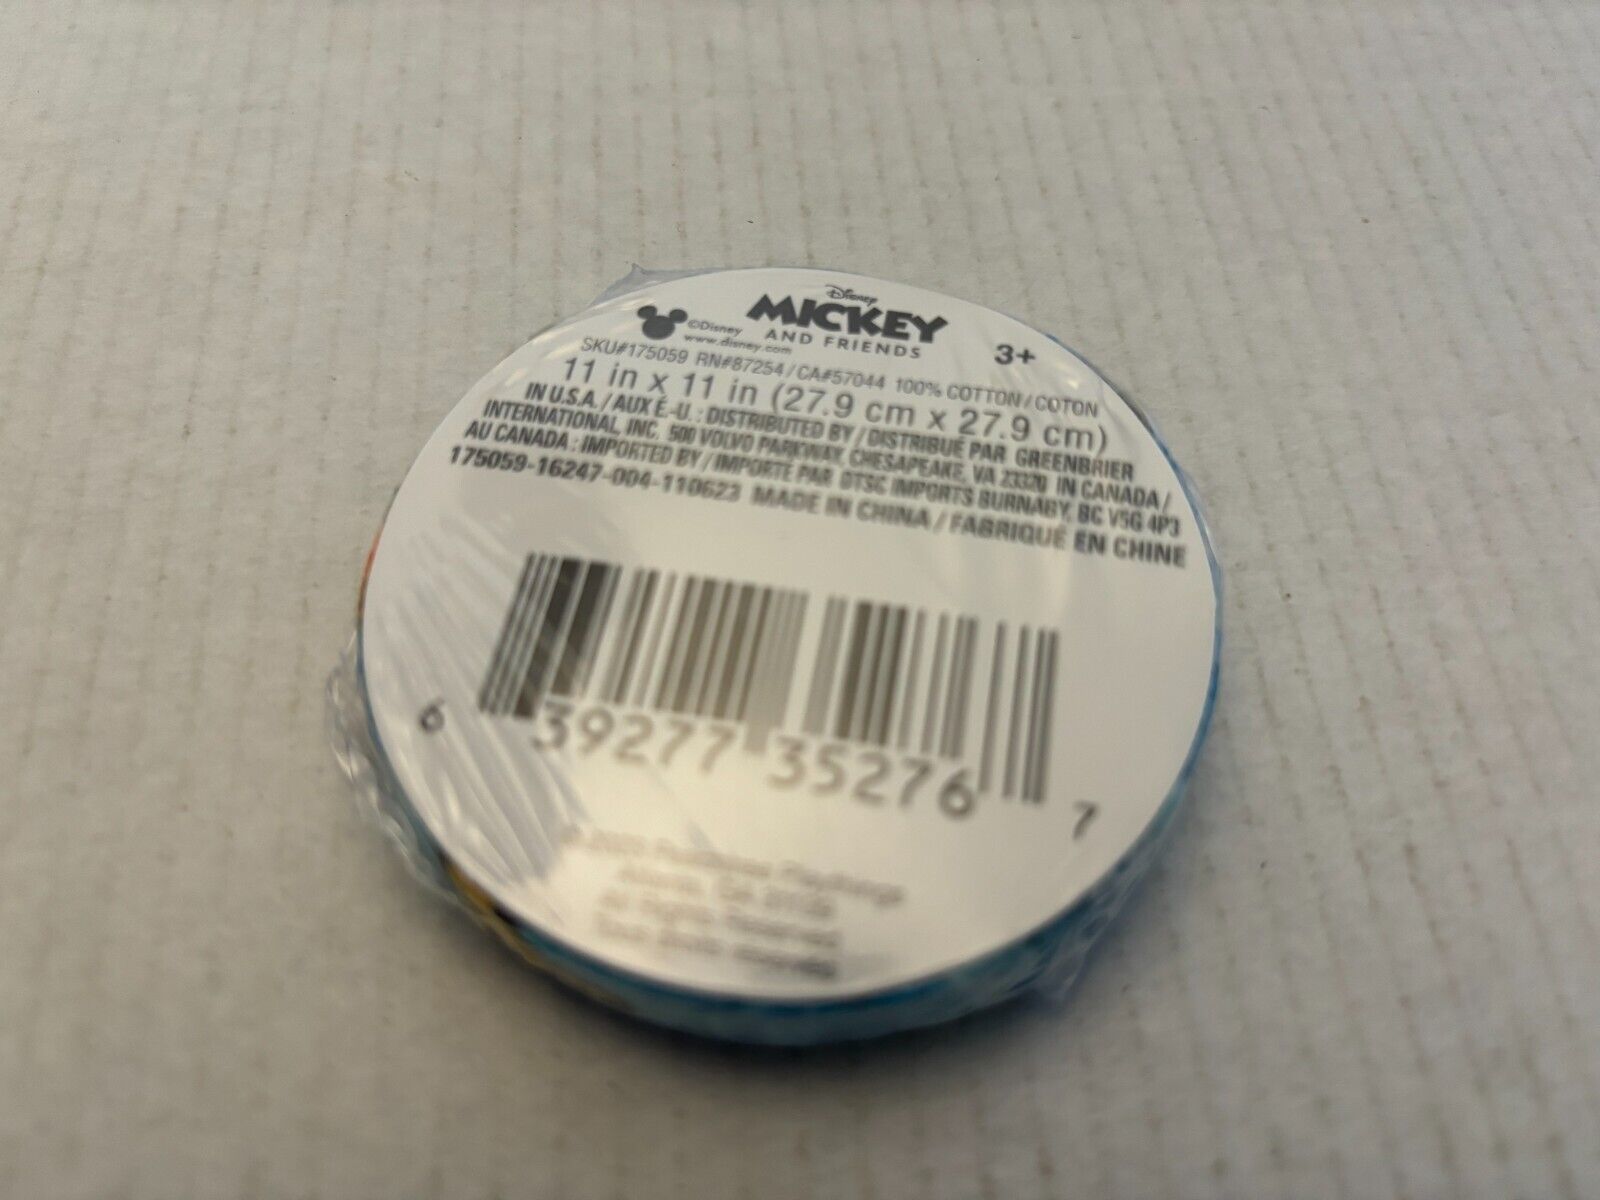 Disney
MICKEY
AND FRIENDS
©Disney
www.disney.com
3+
SKU#175059 RN#87254/CA#57044 100% COTTON/COTON
11 in x 11 in (27.9 cm x 27.9 cm)
IN U.S.A./AUX É.-U.: DISTRIBUTED BY/DISTRIBUÉ PAR GREENBRIER
INTERNATIONAL, INC. 500 VOLVO PARKWAY, CHESAPEAKE, VA 23320 IN CANADA/
AU CANADA: IMPORTED BY/IMPORTÉ PAR DTSC IMPORTS BURNABY, BC V5G 4P3
175059-16247-004-110623 MADE IN CHINA/FABRIQUÉ EN CHINE
6 39277 35276 7
All Rights Reserved